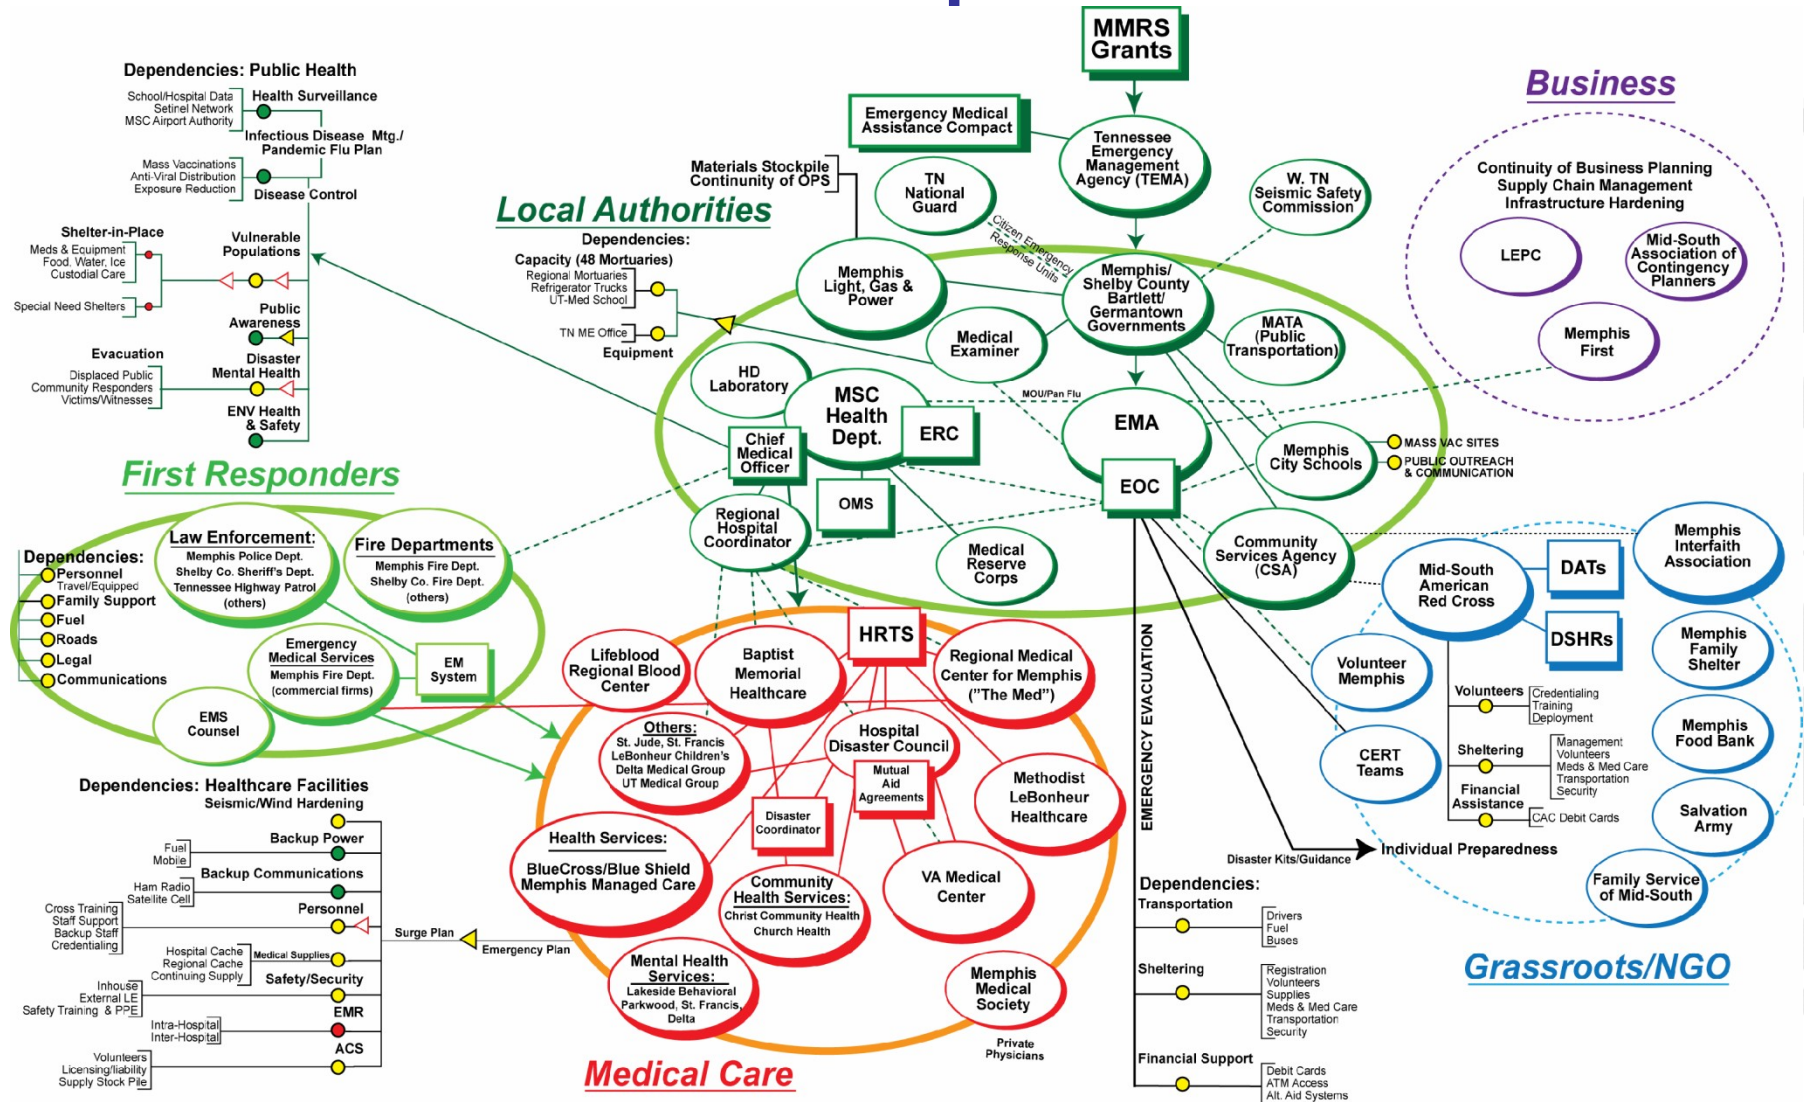 MMRS
Grants
Emergency Medical
Assistance Compact
Tennessee
Emergency
Management
Agency (TEMA)
Materials Stockpile
Continunity of OPS
TN
National
Guard
W. TN
Seismic Safety
Commission
Citizen Emergency
Response Units
Local Authorities
Dependencies:
Capacity (48 Mortuaries)
Regional Mortuaries
Refrigerator Trucks
UT-Med School
TN ME Office
Equipment
Memphis
Light, Gas &
Power
Memphis/
Shelby County
Bartlett/
Germantown
Governments
Medical
Examiner
MATA
(Public
Transportation)
HD
Laboratory
MSC
Health
Dept.
ERC
MOU/Pan Flu
EMA
EOC
Chief
Medical
Officer
OMS
Regional
Hospital
Coordinator
Medical
Reserve
Corps
Memphis
City Schools
MASS VAC SITES
PUBLIC OUTREACH
& COMMUNICATION
Community
Services Agency
(CSA)
Business
Continuity of Business Planning
Supply Chain Management
Infrastructure Hardening
LEPC
Mid-South
Association of
Contingency
Planners
Memphis
First
Dependencies: Public Health
School/Hospital Data
Setinel Network
MSC Airport Authority
Health Surveillance
Infectious Disease Mtg./
Pandemic Flu Plan
Mass Vaccinations
Anti-Viral Distribution
Exposure Reduction
Disease Control
Shelter-in-Place
Meds & Equipment
Food, Water, Ice
Custodial Care
Special Need Shelters
Vulnerable
Populations
Public
Awareness
Evacuation
Displaced Public
Community Responders
Victims/Witnesses
Disaster
Mental Health
ENV Health
& Safety
First Responders
Dependencies:
Personnel
Travel/Equipped
Family Support
Fuel
Roads
Legal
Communications
Law Enforcement:
Memphis Police Dept.
Shelby Co. Sheriff's Dept.
Tennessee Highway Patrol
(others)
Fire Departments
Memphis Fire Dept.
Shelby Co. Fire Dept.
(others)
Emergency
Medical Services
Memphis Fire Dept.
(commercial firms)
EM
System
EMS
Counsel
Dependencies: Healthcare Facilities
Seismic/Wind Hardening
Backup Power
Fuel
Mobile
Backup Communications
Ham Radio
Satellite Cell
Personnel
Cross Training
Staff Support
Backup Staff
Credentialing
Medical Supplies
Hospital Cache
Regional Cache
Continuing Supply
Safety/Security
Inhouse
External LE
Safety Training & PPE
EMR
Intra-Hospital
Inter-Hospital
ACS
Volunteers
Licensing/liability
Supply Stock Pile
Surge Plan
Emergency Plan
HRTS
Lifeblood
Regional Blood
Center
Baptist
Memorial
Healthcare
Regional Medical
Center for Memphis
("The Med")
Others:
St. Jude, St. Francis
LeBonheur Children's
Delta Medical Group
UT Medical Group
Hospital
Disaster Council
Mutual
Aid
Agreements
Methodist
LeBonheur
Healthcare
Disaster
Coordinator
Health Services:
BlueCross/Blue Shield
Memphis Managed Care
Community
Health Services:
Christ Community Health
Church Health
VA Medical
Center
Mental Health
Services:
Lakeside Behavioral
Parkwood, St. Francis,
Delta
Memphis
Medical
Society
Private
Physicians
Medical Care
EMERGENCY EVACUATION
Disaster Kits/Guidance
Individual Preparedness
Dependencies:
Transportation
Drivers
Fuel
Buses
Sheltering
Registration
Volunteers
Supplies
Meds & Med Care
Transportation
Security
Financial Support
Debit Cards
ATM Access
Alt. Aid Systems
Mid-South
American
Red Cross
DATs
DSHRs
Memphis
Interfaith
Association
Memphis
Family
Shelter
Volunteer
Memphis
Volunteers
Credentialing
Training
Deployment
Memphis
Food Bank
CERT
Teams
Sheltering
Management
Volunteers
Meds & Med Care
Transportation
Security
Financial
Assistance
CAC Debit Cards
Salvation
Army
Family Service
of Mid-South
Grassroots/NGO